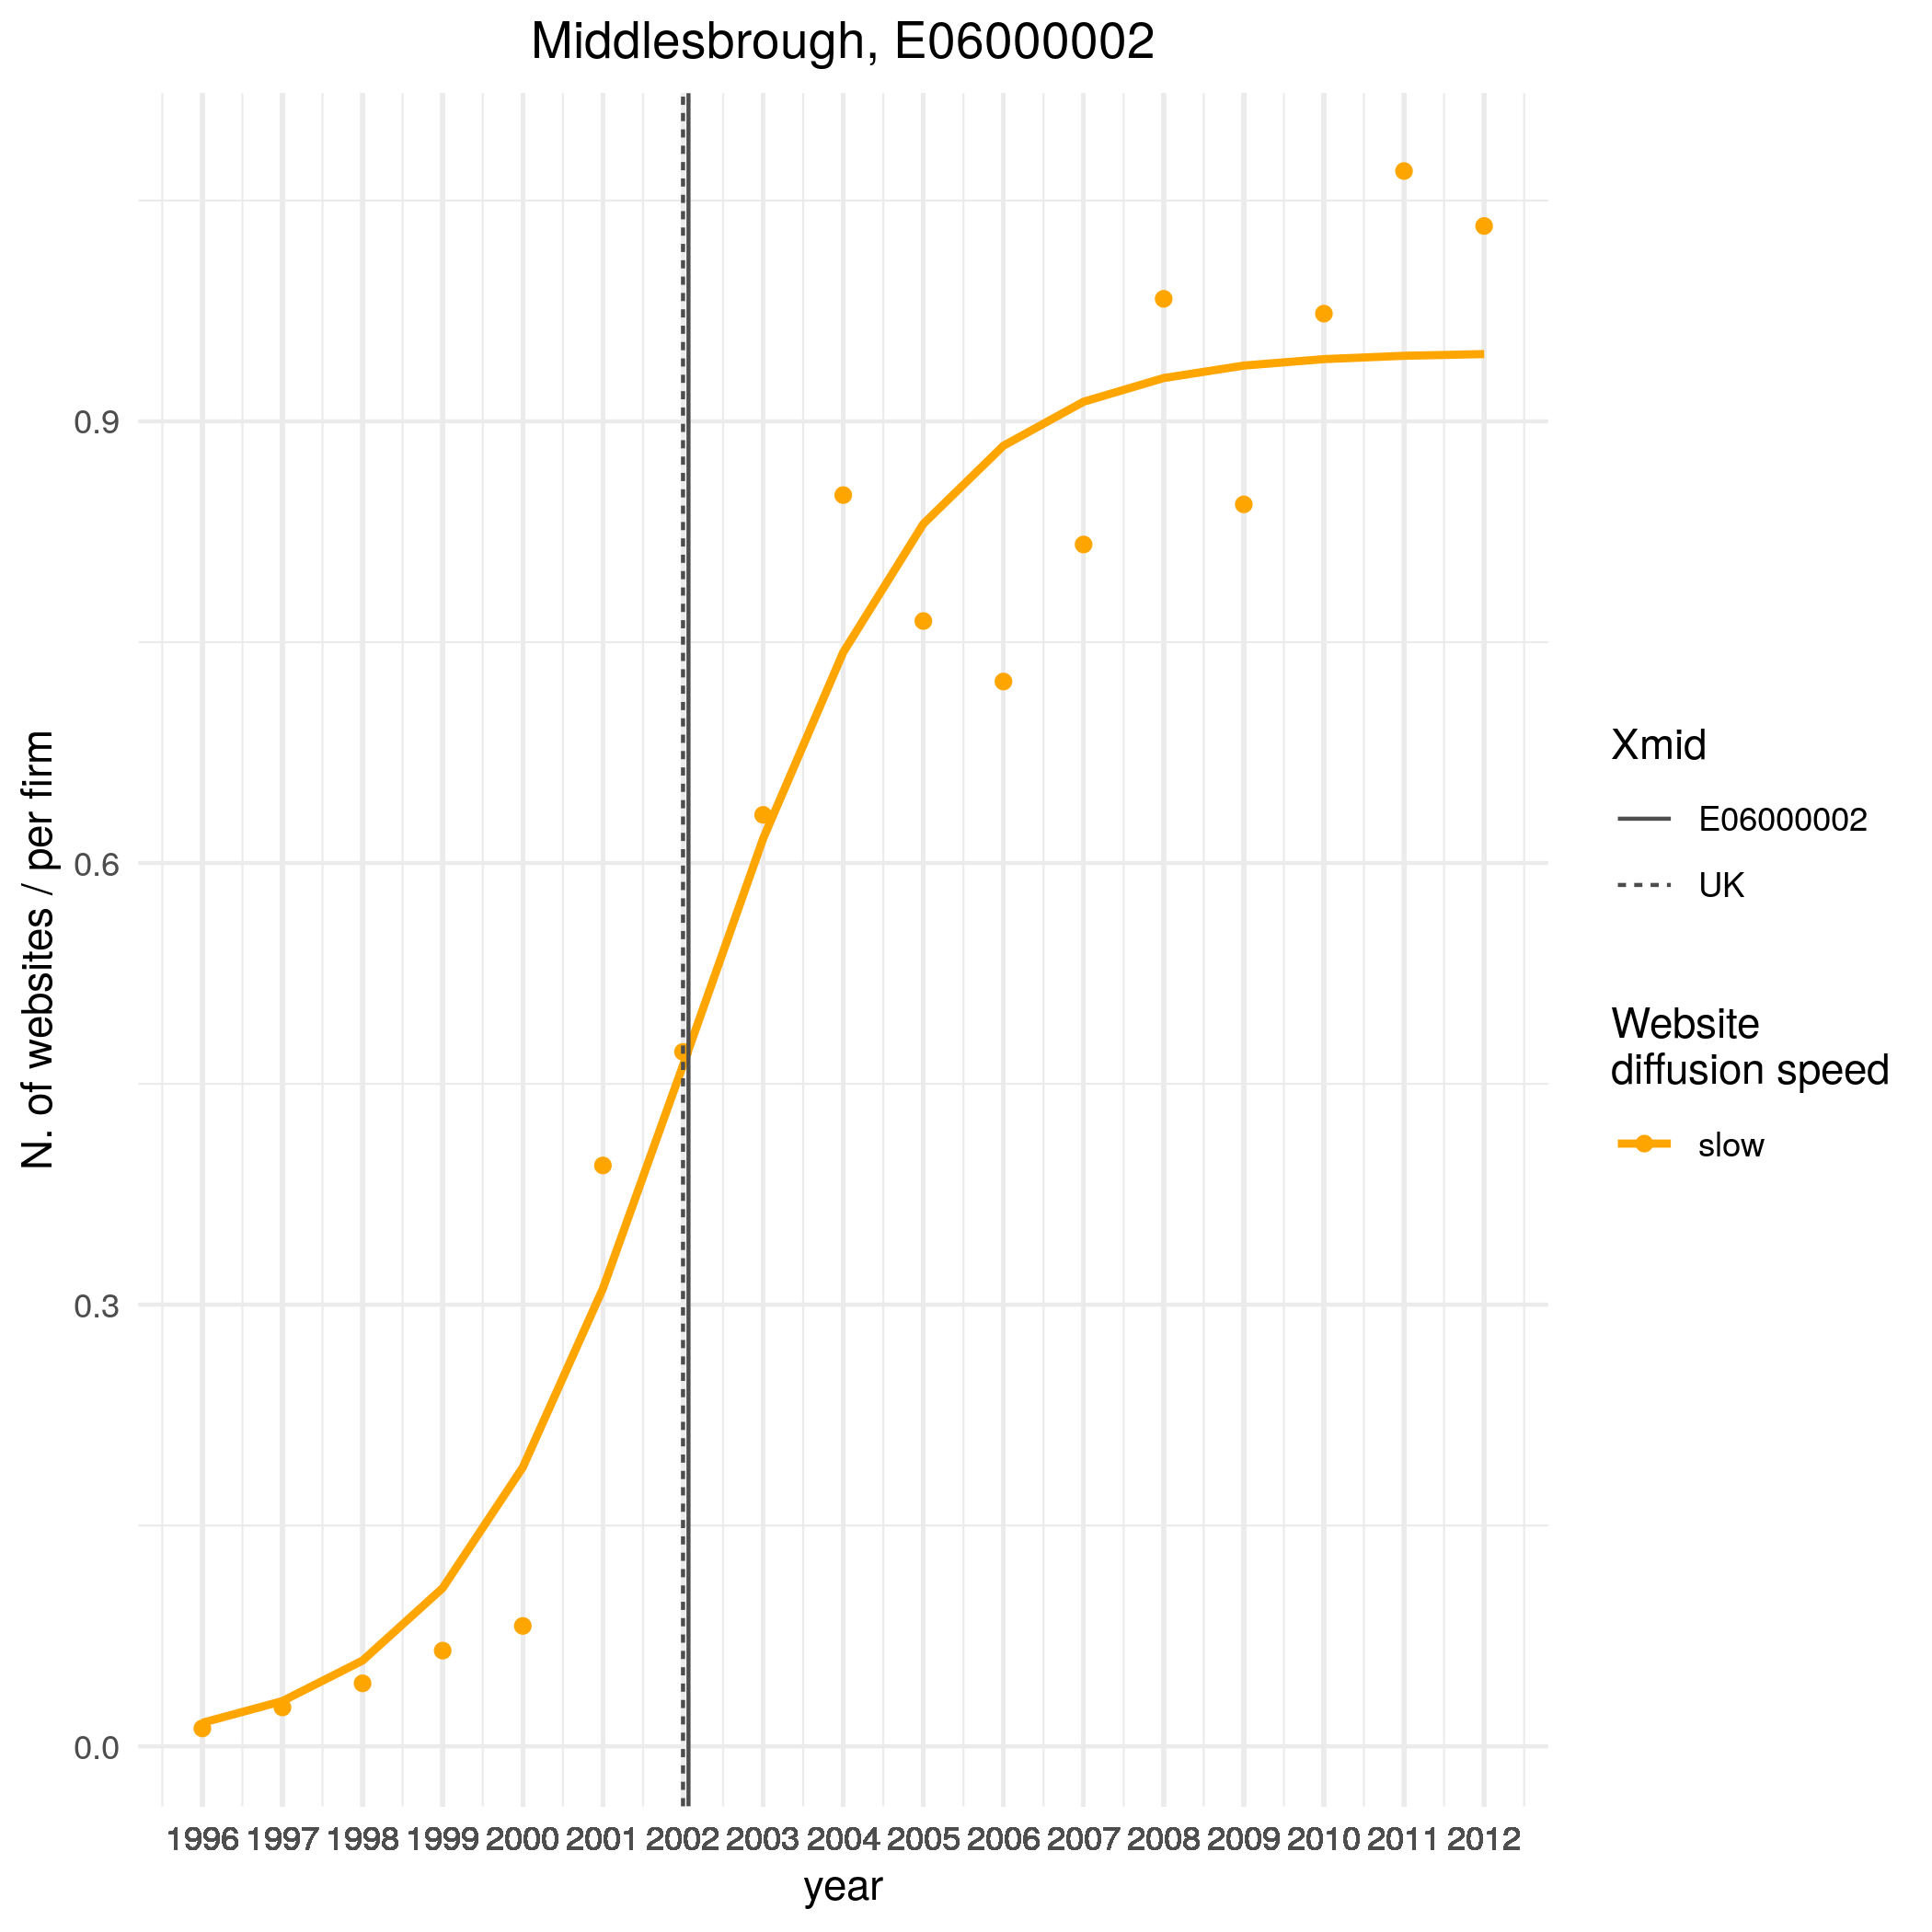 Middlesbrough, E06000002
N. of websites / per firm
0.9
0.6
0.3
0.0
1996 1997 1998 1999 2000 2001 2002 2003 2004 2005 2006 2007 2008 2009 2010 2011 2012
year
Xmid
E06000002
UK
Website
diffusion speed
slow